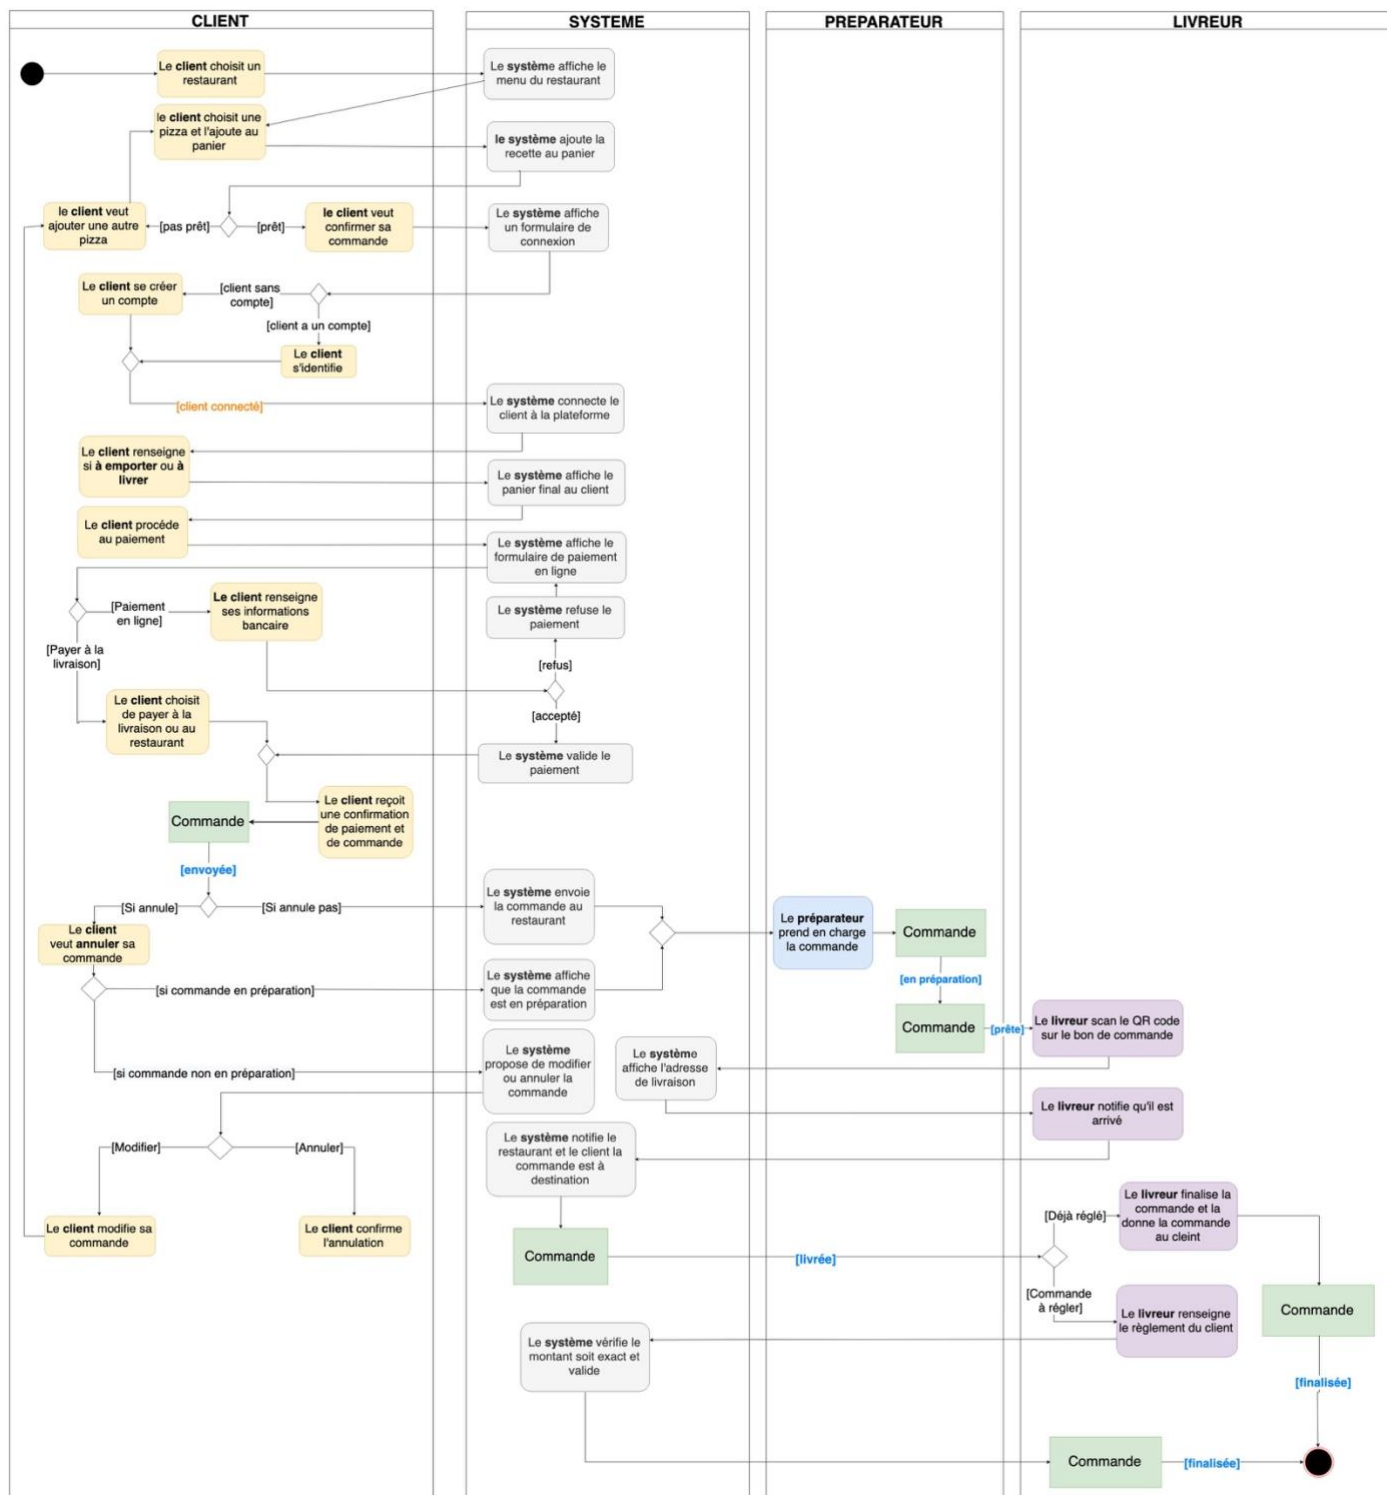 CLIENT
SYSTEME
PREPARATEUR
LIVREUR
Le client choisit un
restaurant
Le système affiche le
menu du restaurant
le client choisit une
pizza et l'ajoute au
panier
le système ajoute la
recette au panier
le client veut
ajouter une autre
pizza
[pas prêt]
[prêt]
le client veut
confirmer sa
commande
Le système affiche
un formulaire de
connexion
Le client se créer
un compte
[client sans
compte]
[client a un compte]
Le client
s'identifie
[client connecté]
Le système connecte le
client à la plateforme
Le client renseigne
si à emporter ou à
livrer
Le système affiche le
panier final au client
Le client procéde
au paiement
Le système affiche le
formulaire de paiement
en ligne
[Paiement
en ligne]
Le client renseigne
ses informations
bancaire
Le système refuse le
paiement
[Payer à la
livraison]
[refus]
Le client choisit
de payer à la
livraison ou au
restaurant
[accepté]
Le système valide le
paiement
Commande
Le client reçoit
une confirmation
de paiement et
de commande
[envoyée]
[Si annule]
[Si annule pas]
Le système envoie
la commande au
restaurant
Le préparateur
prend en charge
la commande
Commande
Le client
veut annuler sa
commande
[si commande en préparation]
Le système affiche
que la commande
est en préparation
[en préparation]
Commande
[prête]
Le livreur scan le QR code
sur le bon de commande
[si commande non en préparation]
Le système
propose de modifier
ou annuler la
commande
Le système
affiche l'adresse
de livraison
Le livreur notifie qu'il est
arrivé
[Modifier]
[Annuler]
Le système notifie le
restaurant et le client la
commande est à
destination
Le client modifie sa
commande
Le client confirme
l'annulation
Commande
[livrée]
[Déjà réglé]
Le livreur finalise la
commande et la
donne la commande
au cleint
[Commande
à régler]
Le livreur renseigne
le règlement du client
Commande
Le système vérifie le
montant soit exact et
valide
[finalisée]
Commande
[finalisée]